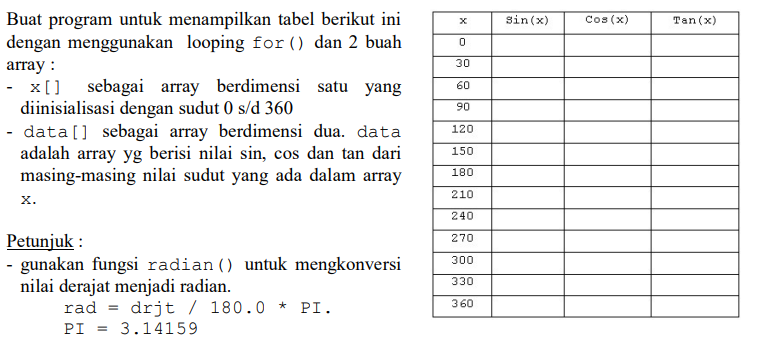 Buat program untuk menampilkan tabel berikut ini
dengan menggunakan looping for() dan 2 buah
array :
- x[] sebagai array berdimensi satu yang
diinisialisasi dengan sudut 0 s/d 360
- data[] sebagai array berdimensi dua. data
adalah array yg berisi nilai sin, cos dan tan dari
masing-masing nilai sudut yang ada dalam array
x.
Petunjuk :
- gunakan fungsi radian() untuk mengkonversi
nilai derajat menjadi radian.
rad = drjt / 180.0 * PI.
PI = 3.14159
x Sin(x) Cos(x) Tan(x)
0
30
60
90
120
150
180
210
240
270
300
330
360